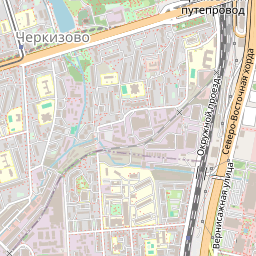 путепровод
Черкизово
Окружной проезд
Северо-Восточная хорда
Вернисажная улица